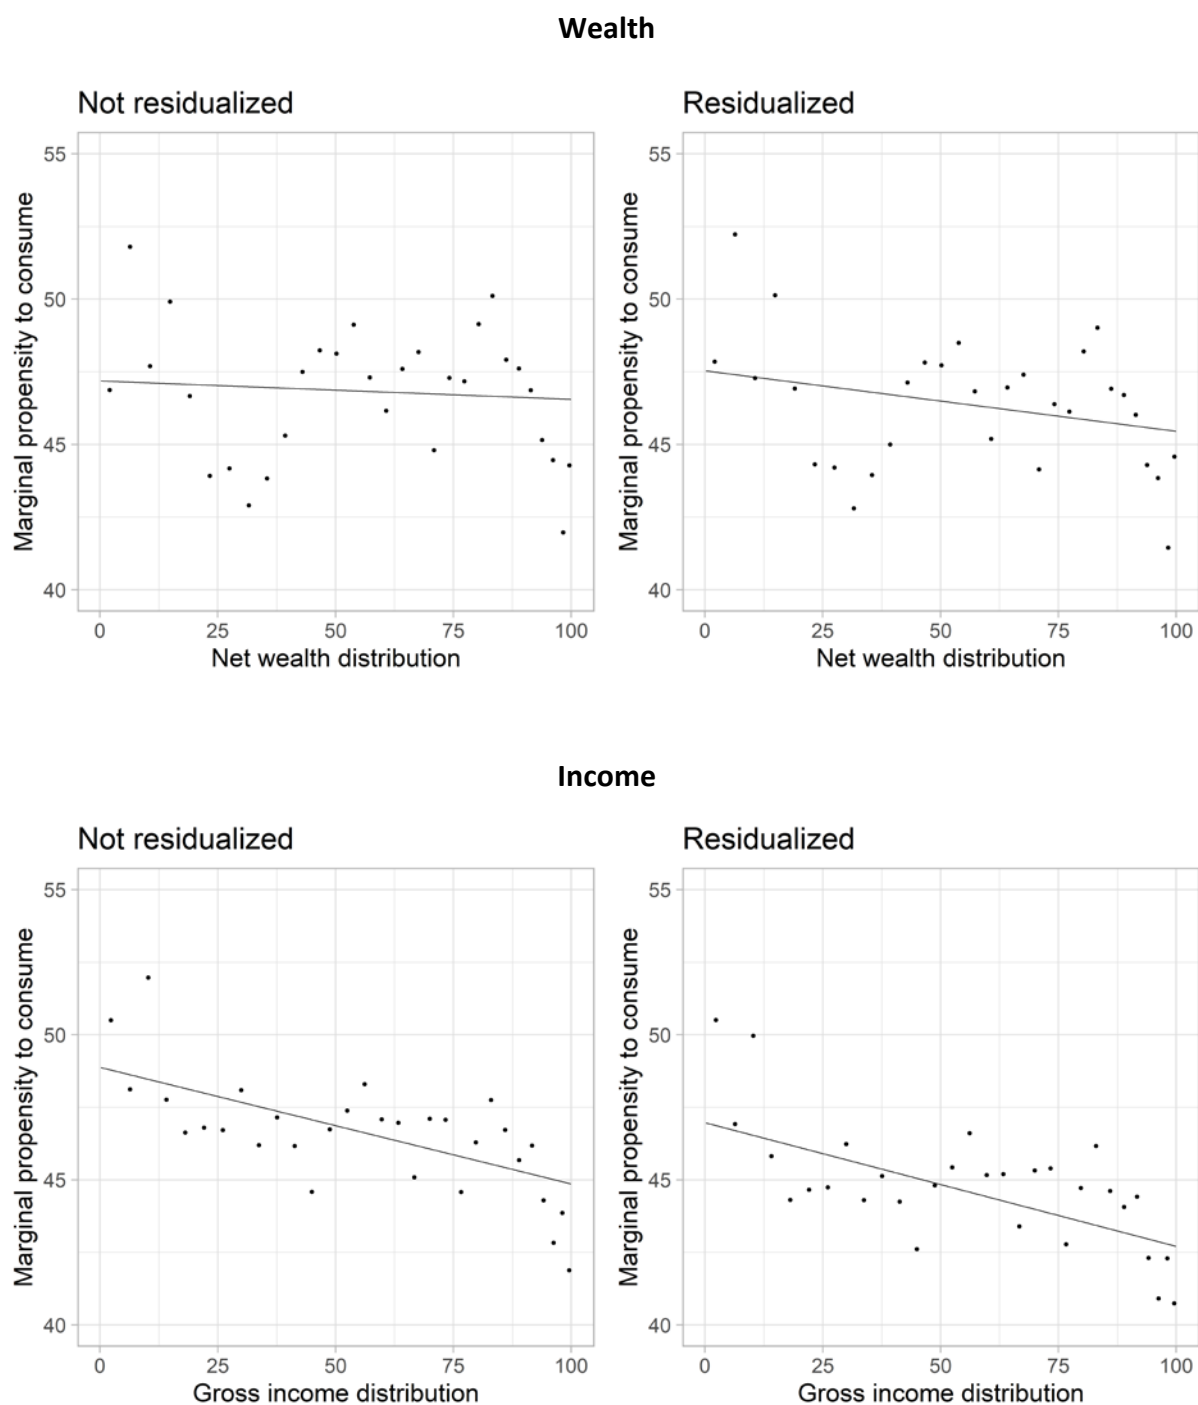 Wealth
Not residualized
Residualized
Marginal propensity to consume
55
50
45
40
0 25 50 75 100
Net wealth distribution
Marginal propensity to consume
55
50
45
40
0 25 50 75 100
Net wealth distribution
Income
Not residualized
Residualized
Marginal propensity to consume
55
50
45
40
0 25 50 75 100
Gross income distribution
Marginal propensity to consume
55
50
45
40
0 25 50 75 100
Gross income distribution